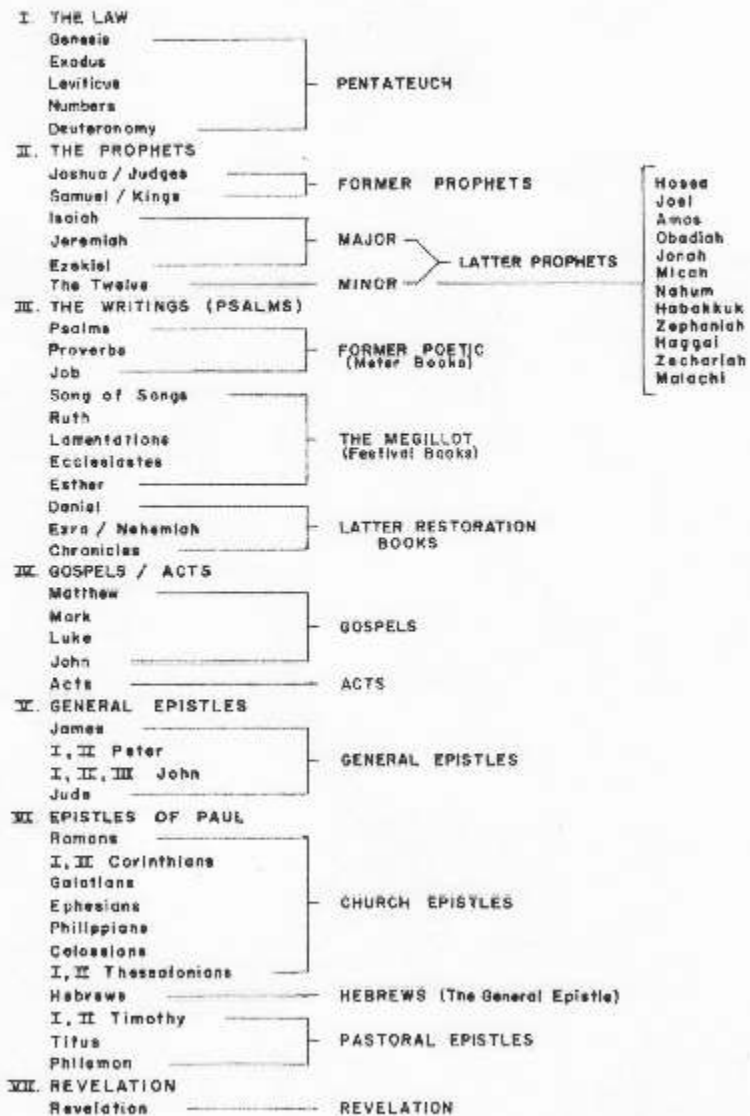 I. THE LAW
Genesis
Exodus
Leviticus
Numbers
Deuteronomy
PENTATEUCH
II. THE PROPHETS
Joshua / Judges
Samuel / Kings
FORMER PROPHETS
Isaiah
Jeremiah
Ezekiel
MAJOR
The Twelve
MINOR
LATTER PROPHETS
Hosea
Joel
Amos
Obadiah
Jonah
Micah
Nahum
Habakkuk
Zephaniah
Haggai
Zechariah
Malachi
III. THE WRITINGS (PSALMS)
Psalms
Proverbs
Job
FORMER POETIC
(Meter Books)
Song of Songs
Ruth
Lamentations
Ecclesiastes
Esther
THE MEGILLOT
(Festival Books)
Daniel
Ezra / Nehemiah
Chronicles
LATTER RESTORATION
BOOKS
IV. GOSPELS / ACTS
Matthew
Mark
Luke
John
GOSPELS
Acts
ACTS
V. GENERAL EPISTLES
James
I, II Peter
I, II, III John
Jude
GENERAL EPISTLES
VI. EPISTLES OF PAUL
Romans
I, II Corinthians
Galatians
Ephesians
Philippians
Colossians
I, II Thessalonians
CHURCH EPISTLES
Hebrews
HEBREWS (The General Epistle)
I, II Timothy
Titus
Philemon
PASTORAL EPISTLES
VII. REVELATION
Revelation
REVELATION